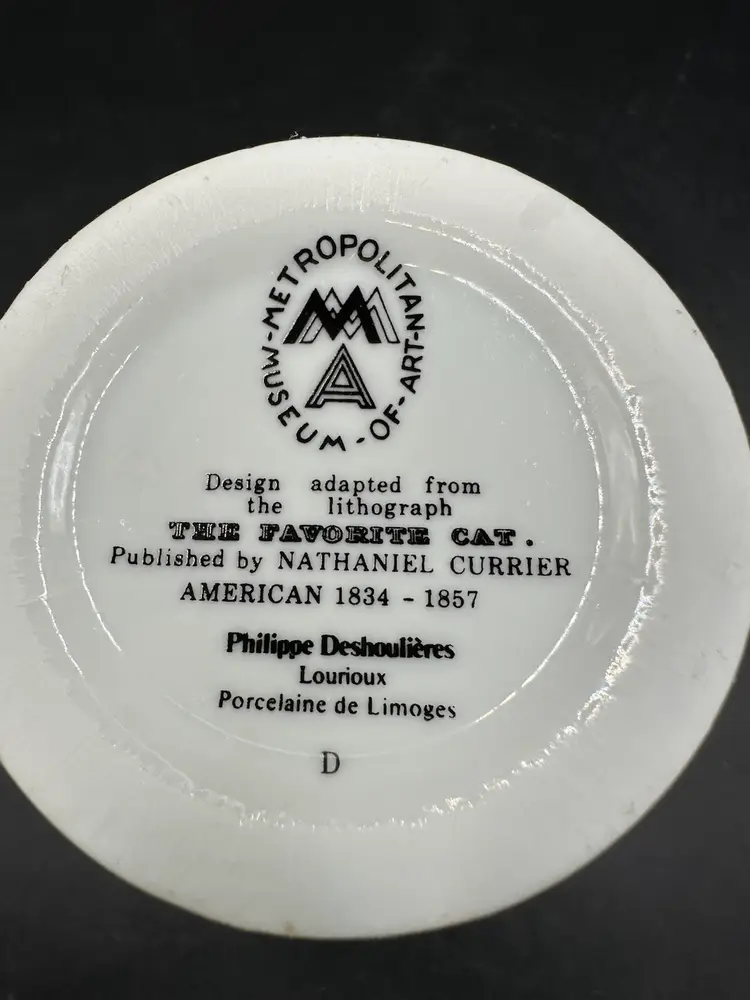 METROPOLITAN
MUSEUM - OF - ART -
M
A
Design adapted from
the lithograph
THE FAVORITE CAT.
Published by NATHANIEL CURRIER
AMERICAN 1834 - 1857
Philippe Deshoulières
Lourioux
Porcelaine de Limoges
D